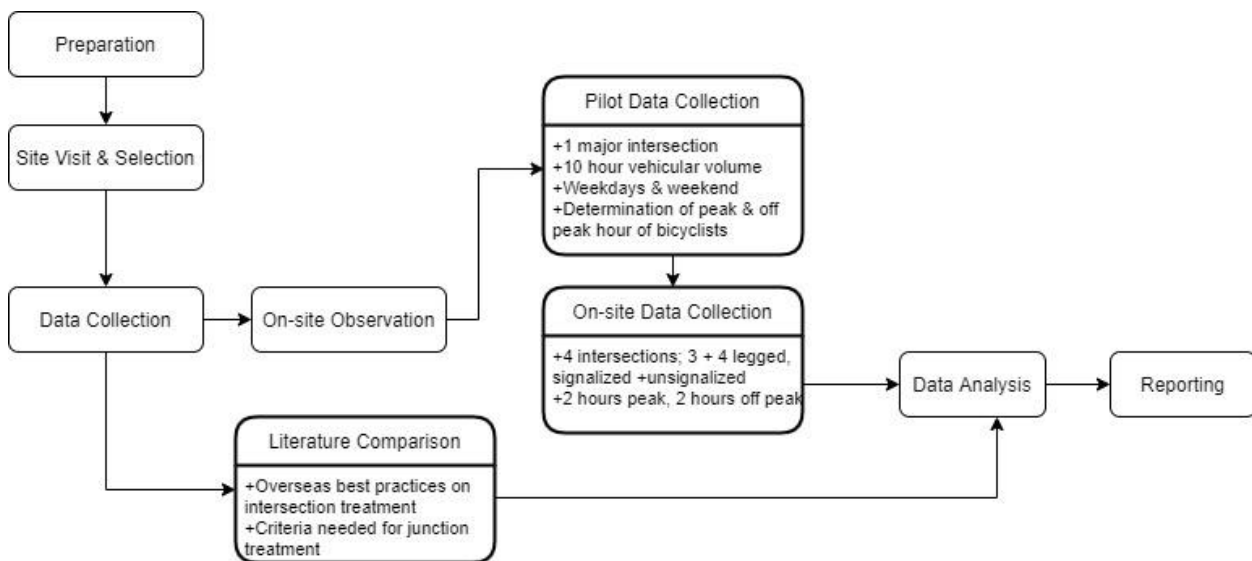 Preparation
Site Visit & Selection
Data Collection
On-site Observation
Pilot Data Collection
+1 major intersection
+10 hour vehicular volume
+Weekdays & weekend
+Determination of peak & off
peak hour of bicyclists
On-site Data Collection
+4 intersections; 3 + 4 legged,
signalized +unsignalized
+2 hours peak, 2 hours off peak
Literature Comparison
+Overseas best practices on
intersection treatment
+Criteria needed for junction
treatment
Data Analysis
Reporting